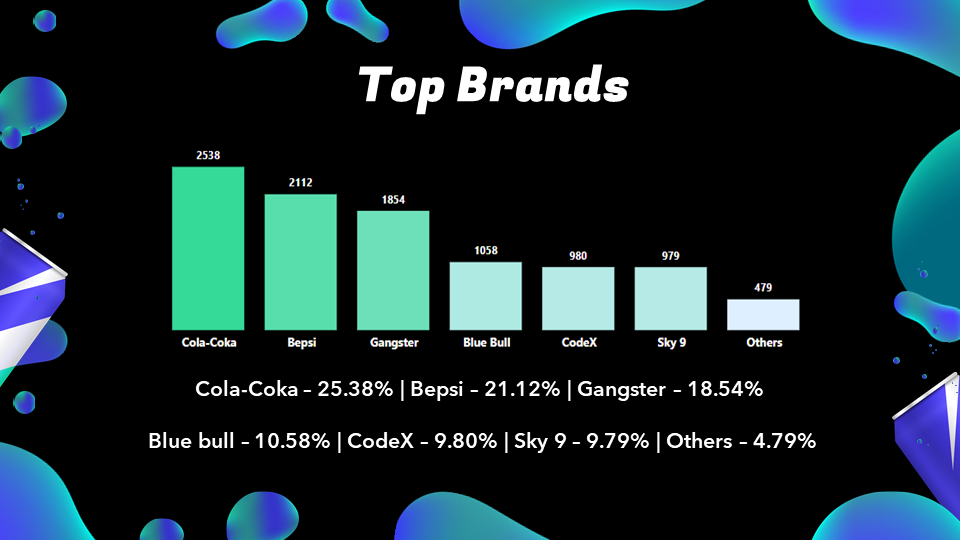 Top Brands
2538
2112
1854
1058
980
979
479
Cola-Coka Bepsi Gangster Blue Bull CodeX Sky 9 Others
Cola-Coka – 25.38% | Bepsi – 21.12% | Gangster – 18.54%
Blue bull – 10.58% | CodeX – 9.80% | Sky 9 – 9.79% | Others – 4.79%